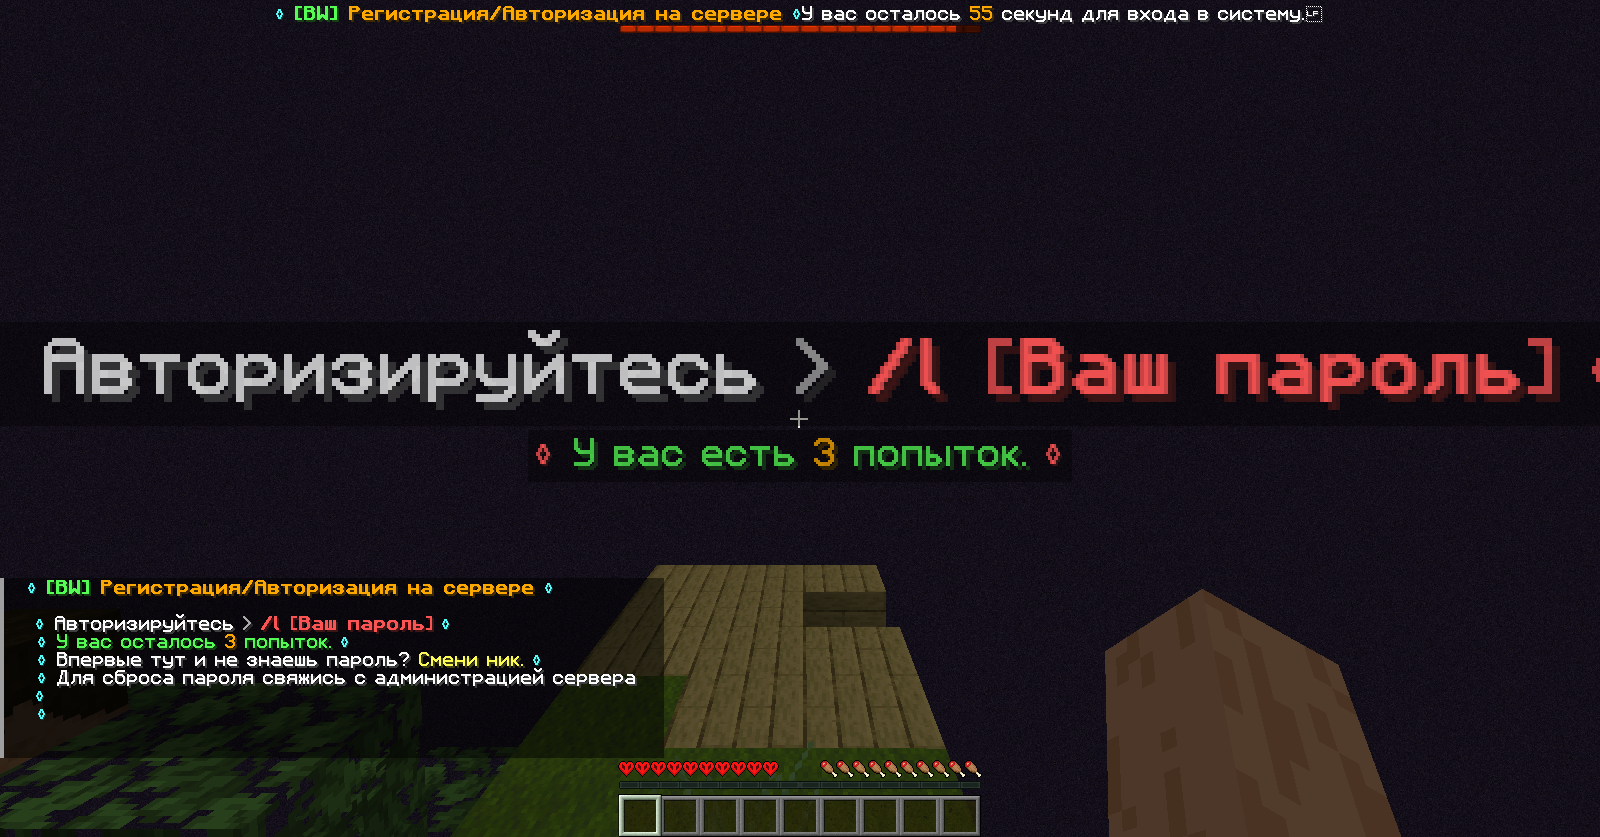 ◊ [BW] Регистрация/Авторизация на сервере ◊У вас осталось 55 секунд для входа в систему.
Авторизируйтесь > /l [Ваш пароль]
◊ У вас есть 3 попыток. ◊
◊ [BW] Регистрация/Авторизация на сервере ◊
◊ Авторизируйтесь > /l [Ваш пароль] ◊
◊ У вас осталось 3 попыток. ◊
◊ Впервые тут и не знаешь пароль? Смени ник. ◊
◊ Для сброса пароля свяжись с администрацией сервера
◊
◊